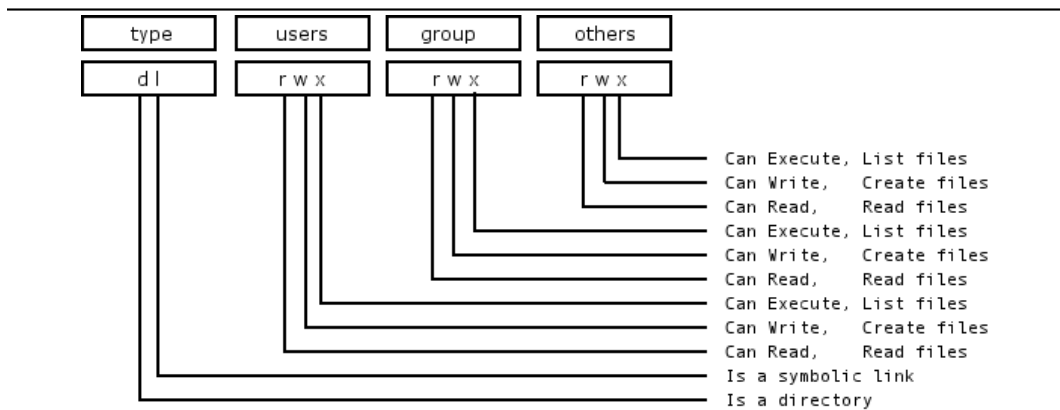 type users group others
d l r w x r w x r w x
Can Execute, List files
Can Write, Create files
Can Read, Read files
Can Execute, List files
Can Write, Create files
Can Read, Read files
Can Execute, List files
Can Write, Create files
Can Read, Read files
Is a symbolic link
Is a directory